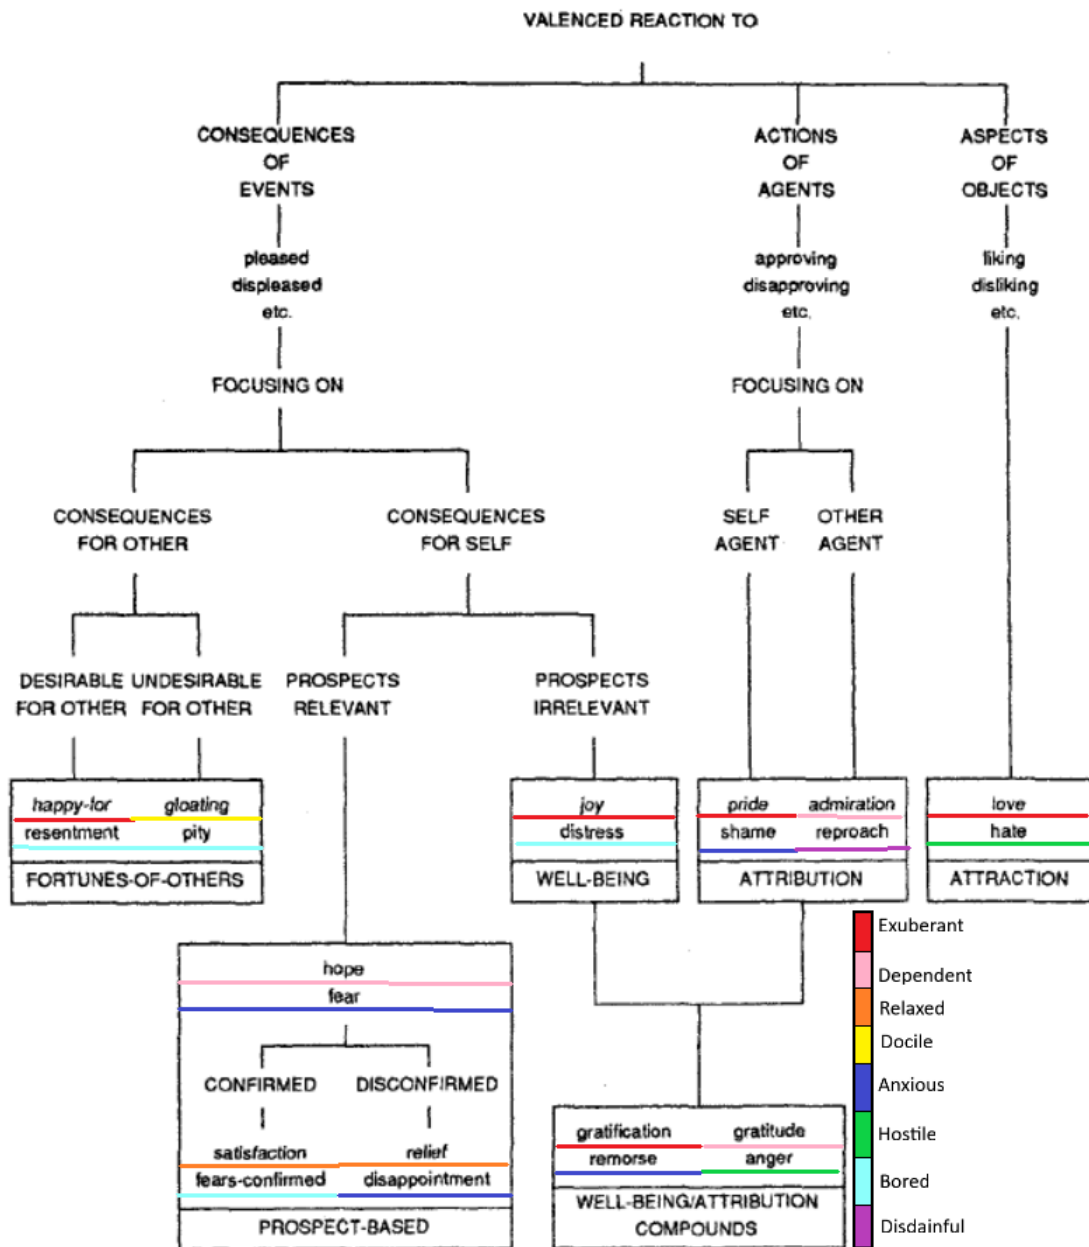 VALENCED REACTION TO
CONSEQUENCES
OF
EVENTS
ACTIONS
OF
AGENTS
ASPECTS
OF
OBJECTS
pleased
displeased
etc.
approving
disapproving
etc.
liking
disliking
etc.
FOCUSING ON
FOCUSING ON
CONSEQUENCES
FOR OTHER
CONSEQUENCES
FOR SELF
SELF
AGENT
OTHER
AGENT
DESIRABLE
FOR OTHER
UNDESIRABLE
FOR OTHER
PROSPECTS
RELEVANT
PROSPECTS
IRRELEVANT
happy-for
gloating
resentment
pity
FORTUNES-OF-OTHERS
joy
distress
WELL-BEING
pride
admiration
shame
reproach
ATTRIBUTION
love
hate
ATTRACTION
hope
fear
CONFIRMED
DISCONFIRMED
satisfaction
relief
fears-confirmed
disappointment
PROSPECT-BASED
gratification
gratitude
remorse
anger
WELL-BEING/ATTRIBUTION
COMPOUNDS
Exuberant
Dependent
Relaxed
Docile
Anxious
Hostile
Bored
Disdainful